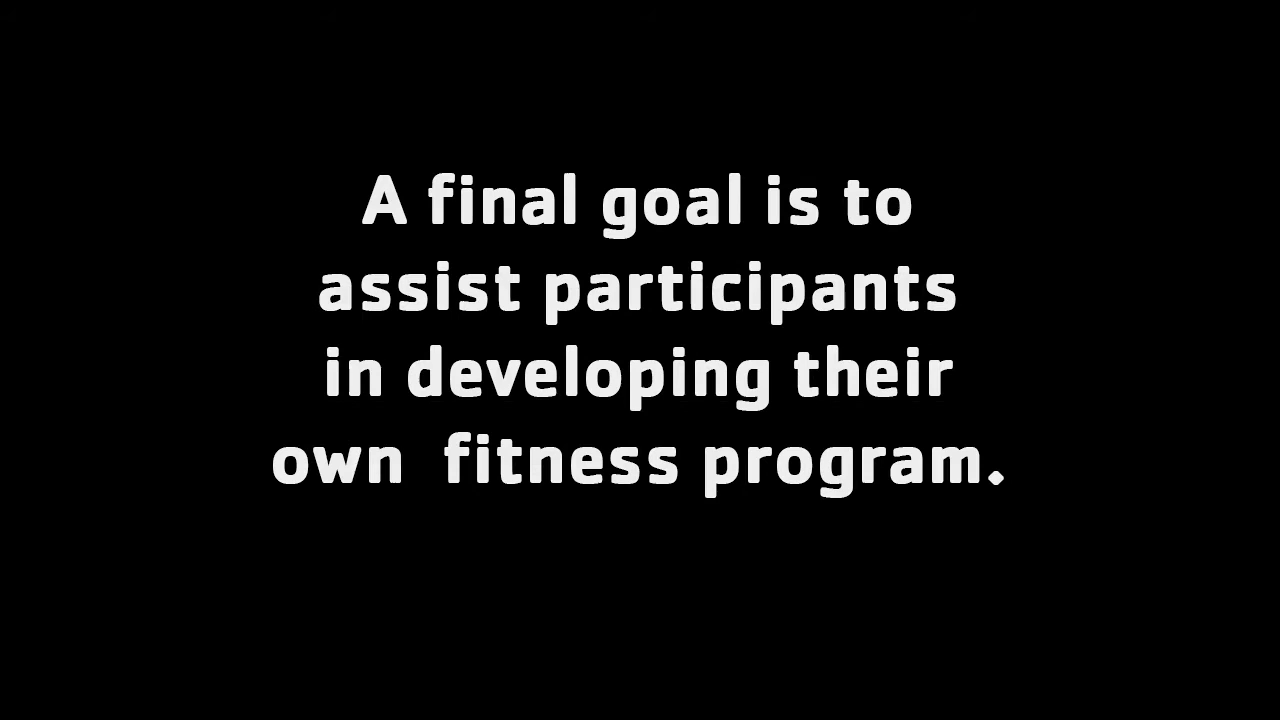 A final goal is to
assist participants
in developing their
own  fitness program.